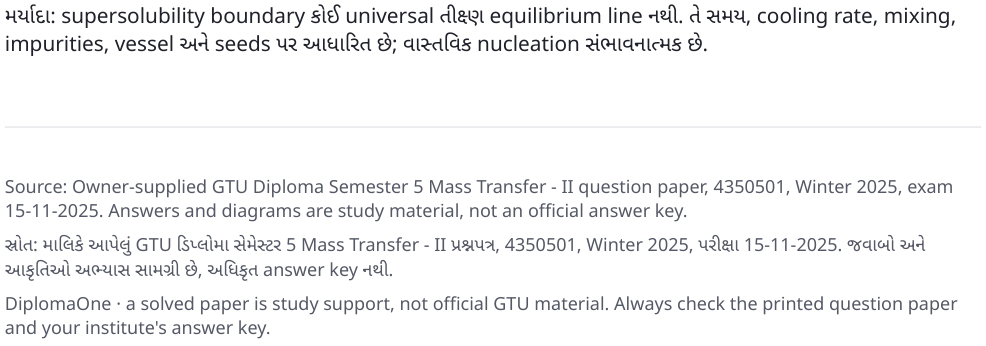 મર્યાદા: supersolubility boundary કોઈ universal તીક્ષ્ણ equilibrium line નથી. તે સમય, cooling rate, mixing,
impurities, vessel અને seeds પર આધારિત છે; વાસ્તવિક nucleation સંભાવનાત્મક છે.
Source: Owner-supplied GTU Diploma Semester 5 Mass Transfer - II question paper, 4350501, Winter 2025, exam
15-11-2025. Answers and diagrams are study material, not an official answer key.
સ્રોત: માલિકે આપેલું GTU ડિપ્લોમા સેમેસ્ટર 5 Mass Transfer - II પ્રશ્નપત્ર, 4350501, Winter 2025, પરીક્ષા 15-11-2025. જવાબો અને
આકૃતિઓ અભ્યાસ સામગ્રી છે, અધિકૃત answer key નથી.
DiplomaOne · a solved paper is study support, not official GTU material. Always check the printed question paper
and your institute's answer key.